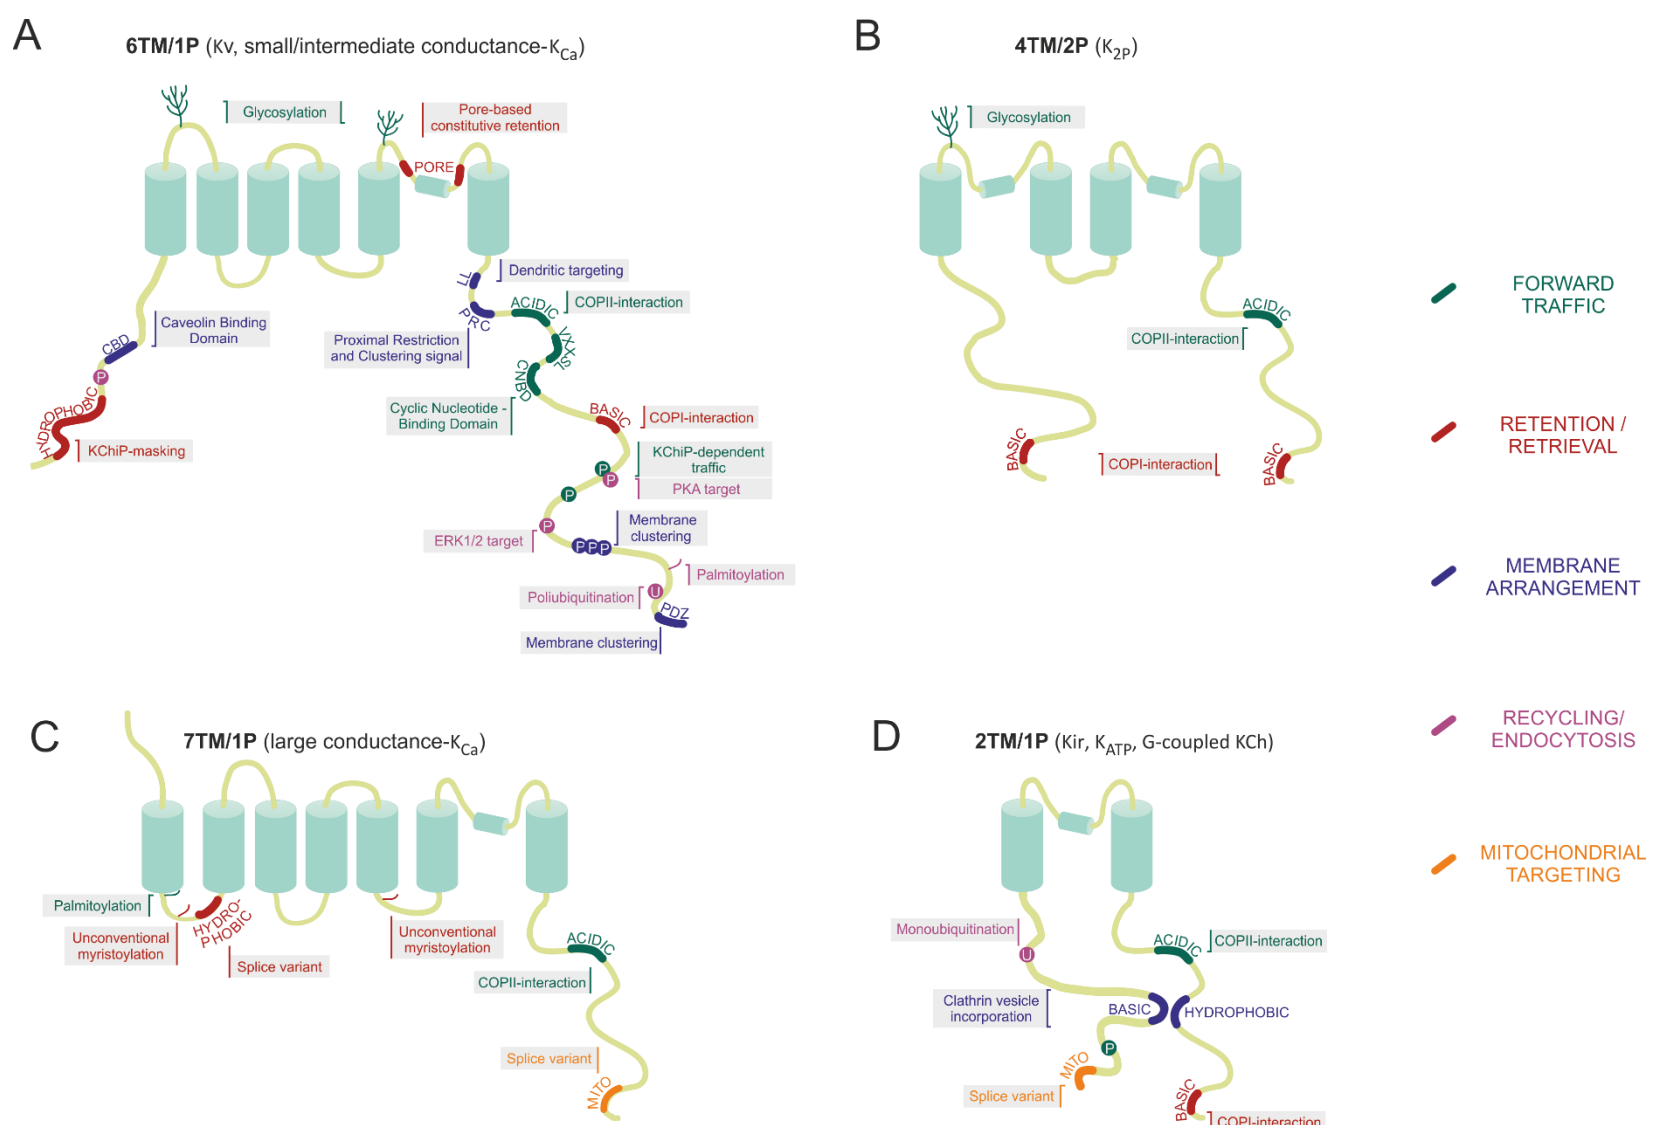 A
6TM/1P (Kv, small/intermediate conductance-KCa)
Glycosylation
Pore-based
constitutive retention
PORE
LL
Dendritic targeting
PRC
Proximal Restriction
and Clustering signal
ACIDIC
COPII-interaction
VXXSL
CNBD
Cyclic Nucleotide -
Binding Domain
CBD
Caveolin Binding
Domain
P
HYDROPHOBIC
KChiP-masking
BASIC
COPI-interaction
KChiP-dependent
traffic
P
P
PKA target
P
P
ERK1/2 target
Membrane
clustering
PPP
Palmitoylation
Poliubiquitination
U
PDZ
Membrane clustering
B
4TM/2P (K2P)
Glycosylation
ACIDIC
COPII-interaction
BASIC
COPI-interaction
BASIC
FORWARD
TRAFFIC
RETENTION /
RETRIEVAL
MEMBRANE
ARRANGEMENT
RECYCLING/
ENDOCYTOSIS
MITOCHONDRIAL
TARGETING
C
7TM/1P (large conductance-KCa)
Palmitoylation
Unconventional
myristoylation
HYDRO-
PHOBIC
Splice variant
Unconventional
myristoylation
ACIDIC
COPII-interaction
Splice variant
MITO
D
2TM/1P (Kir, KATP, G-coupled KCh)
Monoubiquitination
U
ACIDIC
COPII-interaction
Clathrin vesicle
incorporation
BASIC
HYDROPHOBIC
P
MITO
Splice variant
BASIC
COPI-interaction